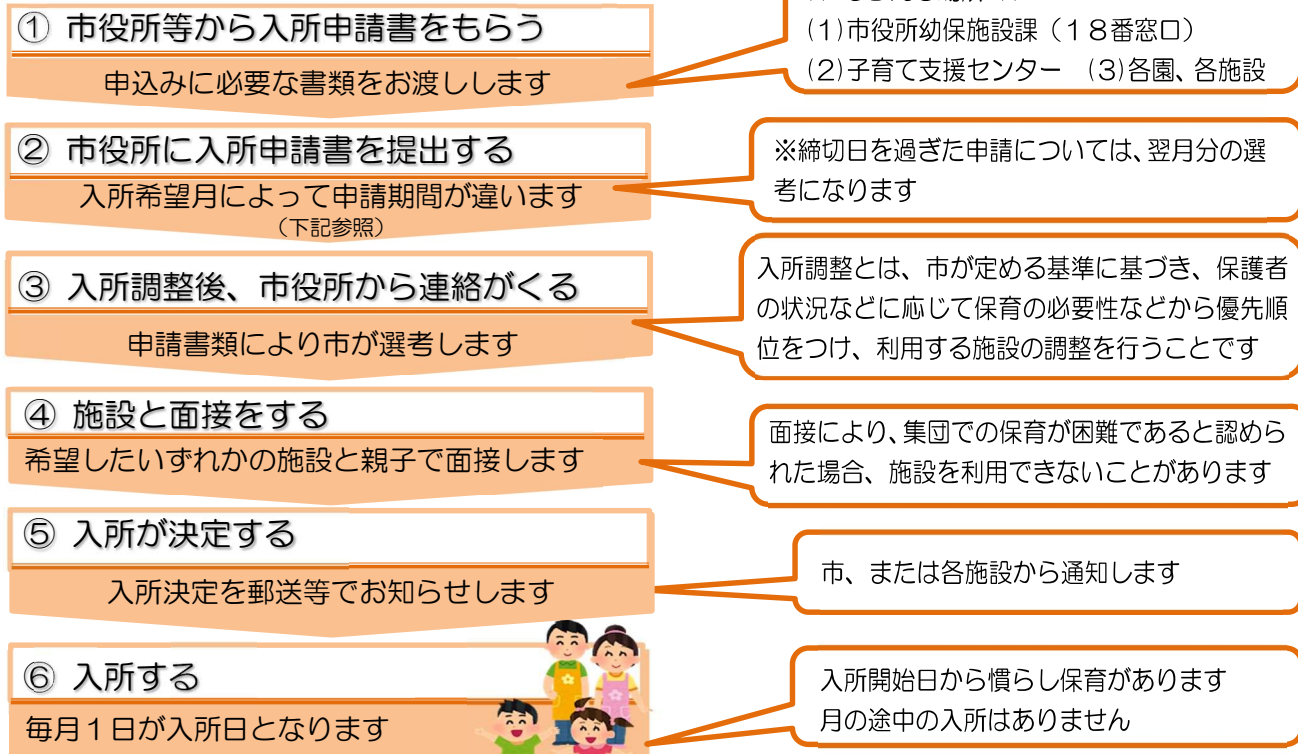 ① 市役所等から入所申請書をもらう
申込みに必要な書類をお渡しします
(1)市役所幼保施設課（18番窓口）
(2)子育て支援センター　(3)各園、各施設
② 市役所に入所申請書を提出する
入所希望月によって申請期間が違います
（下記参照）
※締切日を過ぎた申請については、翌月分の選
考になります
③ 入所調整後、市役所から連絡がくる
申請書類により市が選考します
入所調整とは、市が定める基準に基づき、保護者
の状況などに応じて保育の必要性などから優先順
位をつけ、利用する施設の調整を行うことです
④ 施設と面接をする
希望したいずれかの施設と親子で面接します
面接により、集団での保育が困難であると認めら
れた場合、施設を利用できないことがあります
⑤ 入所が決定する
入所決定を郵送等でお知らせします
市、または各施設から通知します
⑥ 入所する
毎月１日が入所日となります
入所開始日から慣らし保育があります
月の途中の入所はありません